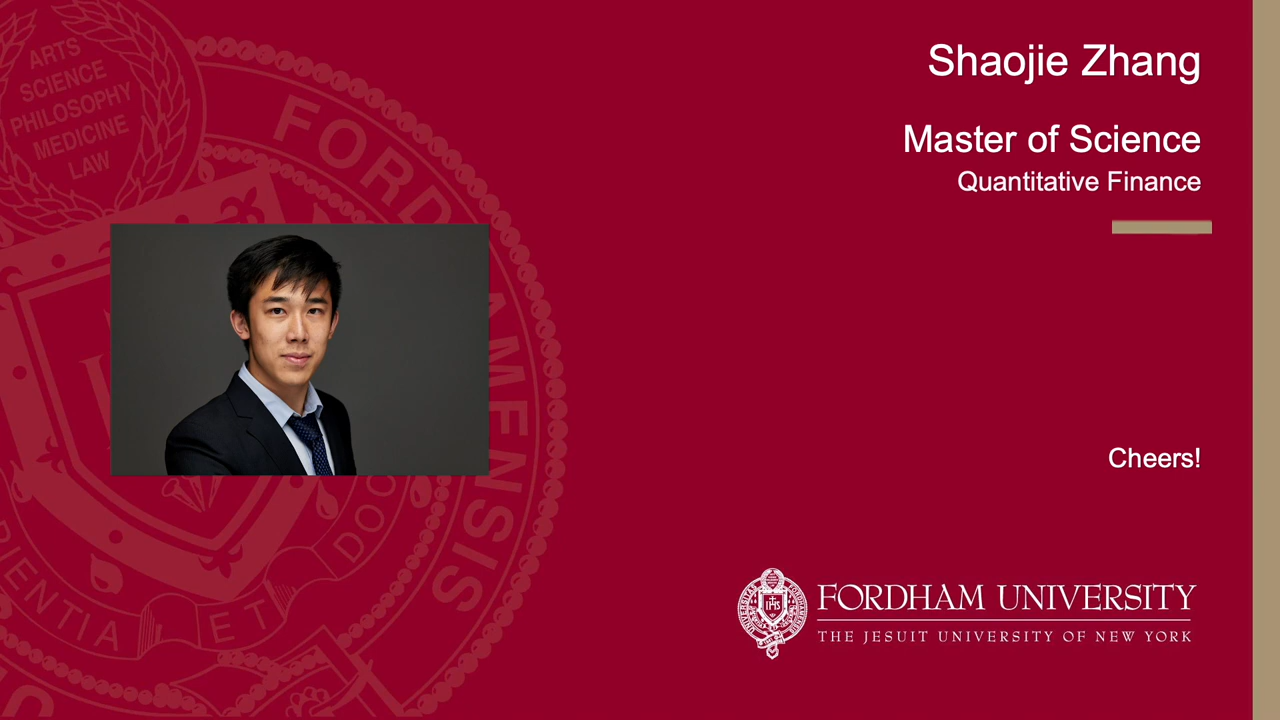 ARTS
SCIENCE
PHILOSOPHY
MEDICINE
LAW
Shaojie Zhang
Master of Science
Quantitative Finance
Cheers!
FORDHAM UNIVERSITY
THE JESUIT UNIVERSITY OF NEW YORK